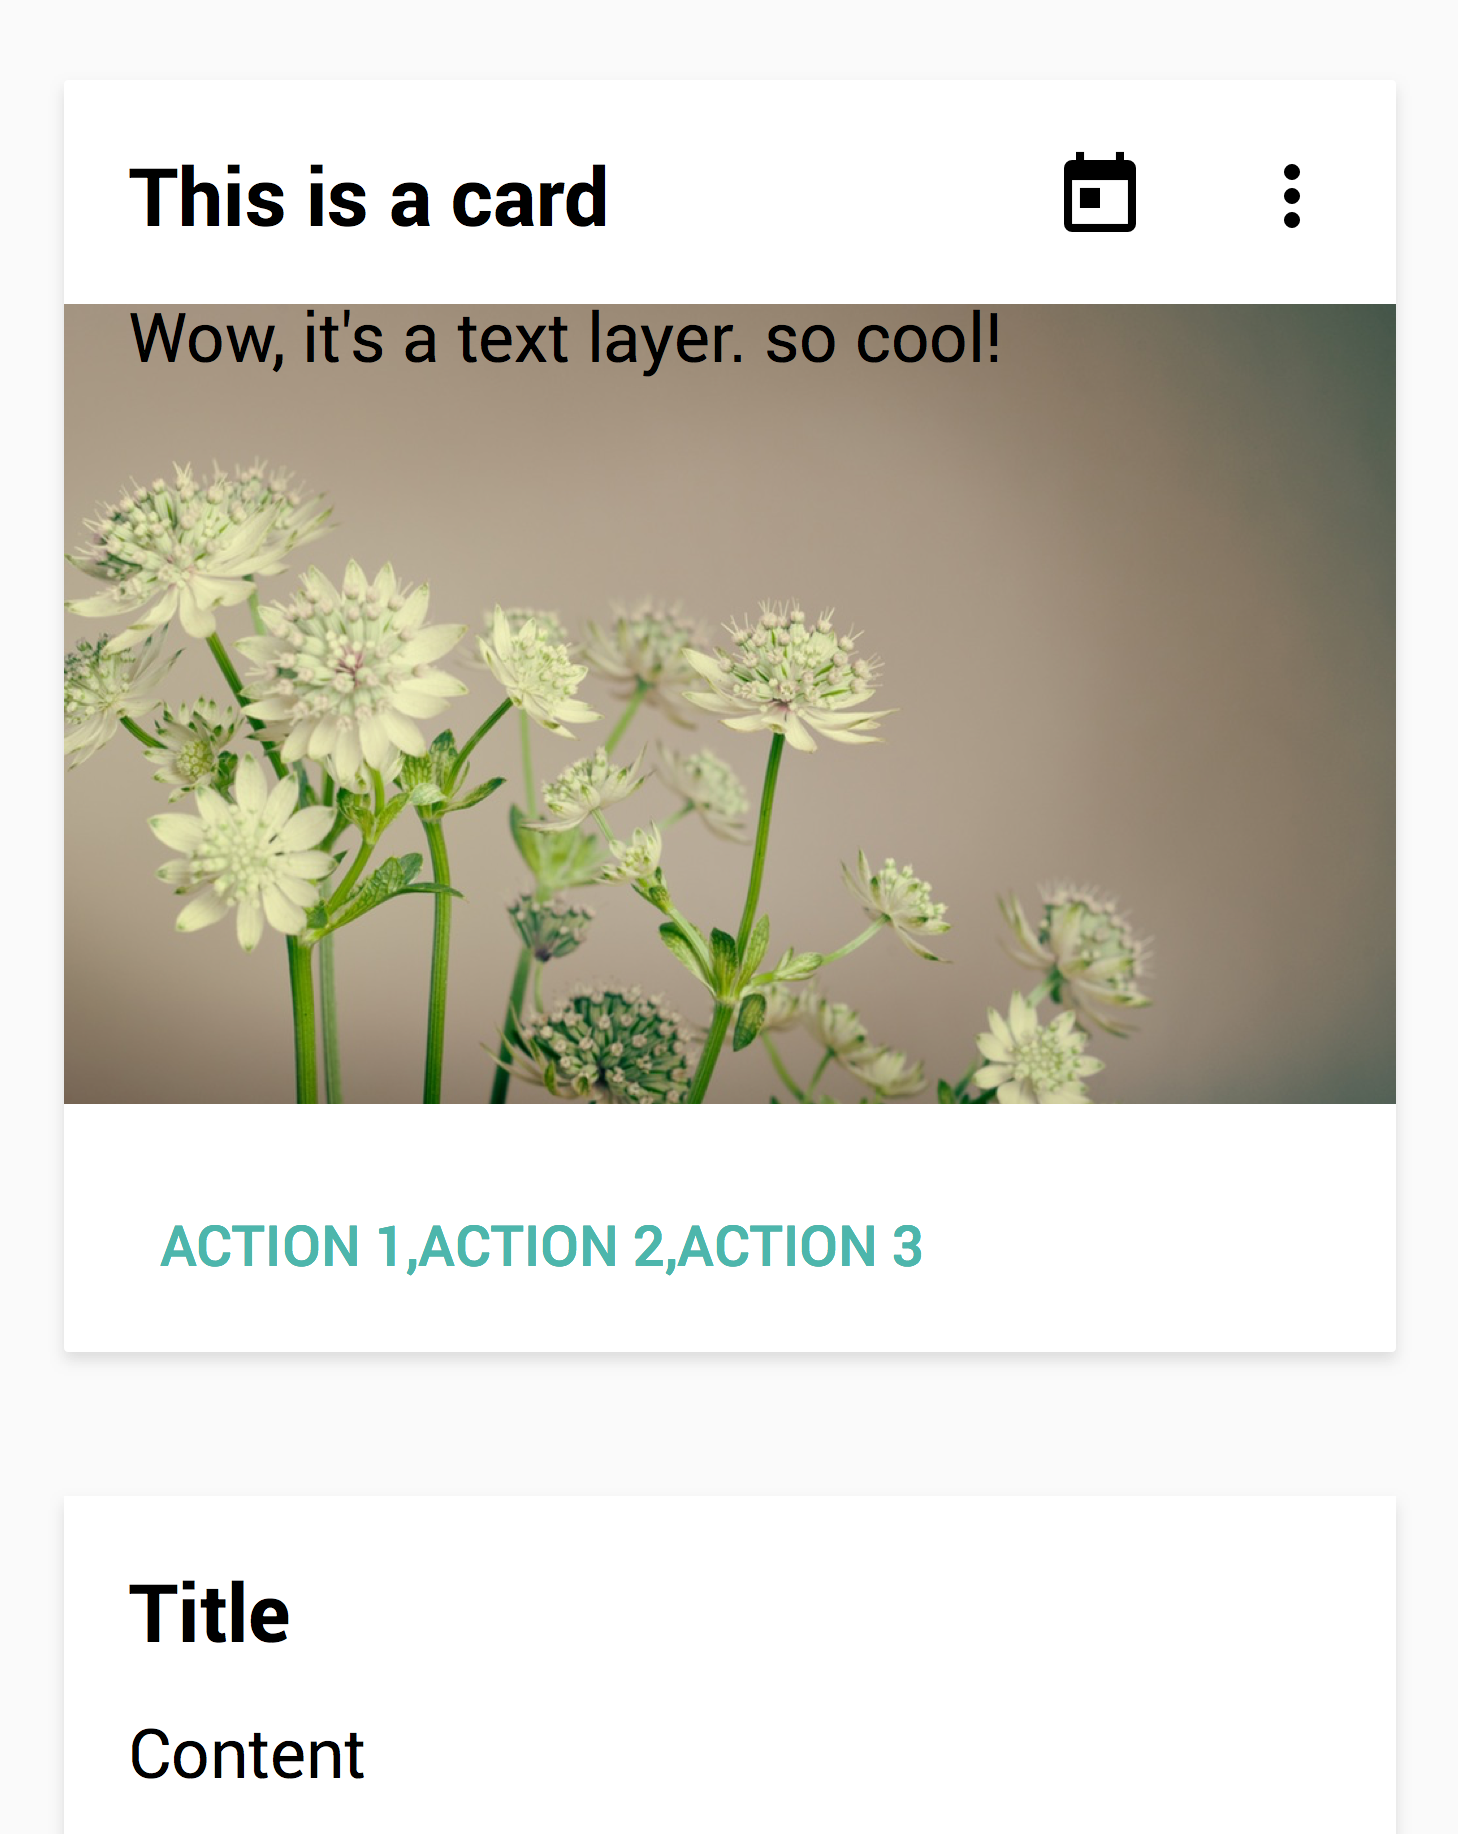 This is a card
Wow, it's a text layer. so cool!
ACTION 1,ACTION 2,ACTION 3
Title
Content